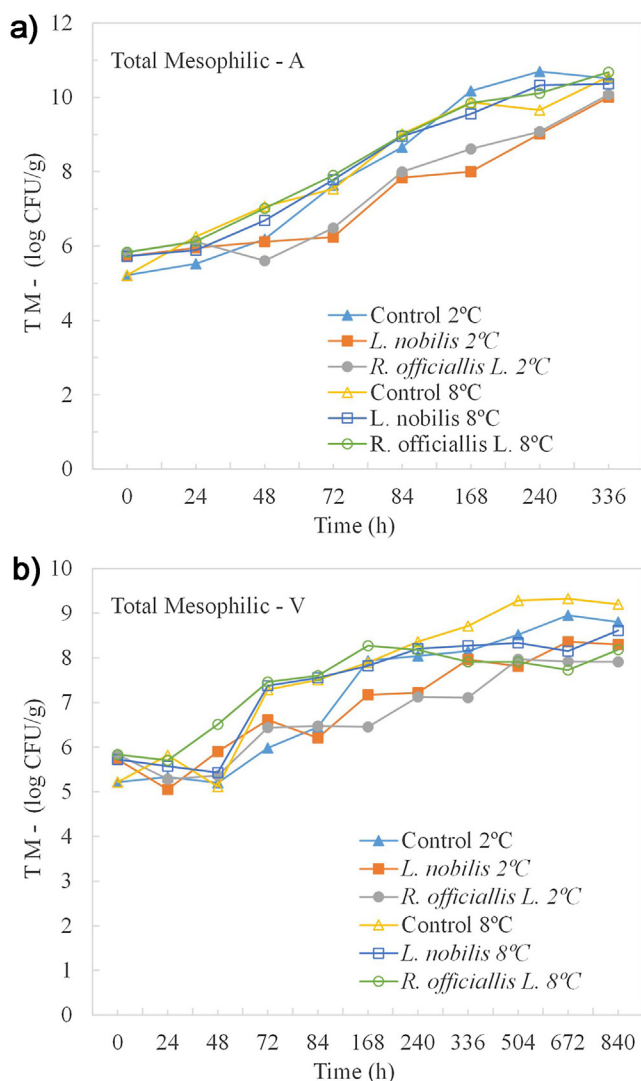 a)
12
Total Mesophilic - A
10
8
6
4
2
0
TM - (log CFU/g)
Control 2ºC
L. nobilis 2ºC
R. officiallis L. 2ºC
Control 8ºC
L. nobilis 8ºC
R. officiallis L. 8ºC
0 24 48 72 84 168 240 336
Time (h)
b)
10
Total Mesophilic - V
9
8
7
6
5
4
3
2
1
0
TM - (log CFU/g)
Control 2ºC
L. nobilis 2ºC
R. officiallis L. 2ºC
Control 8ºC
L. nobilis 8ºC
R. officiallis L. 8ºC
0 24 48 72 84 168 240 336 504 672 840
Time (h)